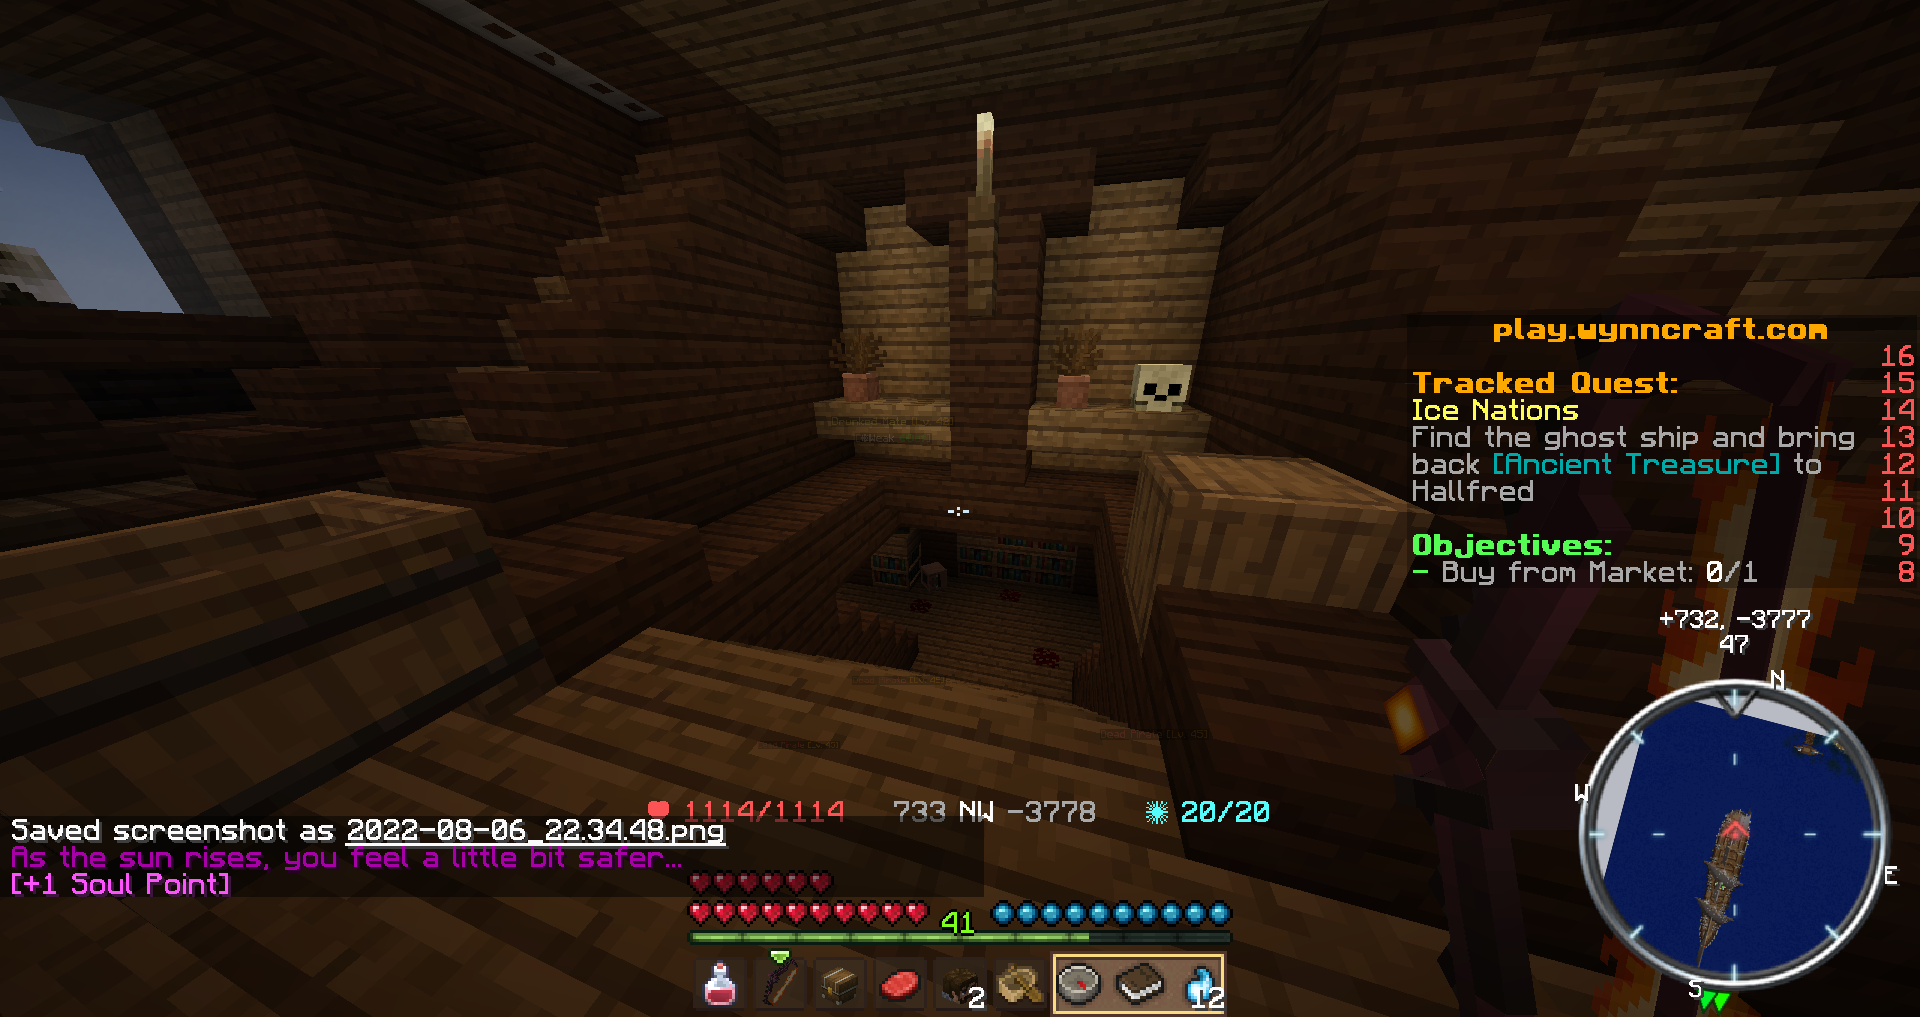 play.wynncraft.com
16
Tracked Quest: 15
Ice Nations 14
Find the ghost ship and bring 13
back [Ancient Treasure] to 12
Hallfred 11
10
Objectives: 9
- Buy from Market: 0/1 8
+732, -3777
47
N
W
E
S
1114/1114 733 NW -3778 20/20
Saved screenshot as 2022-08-06_22.34.48.png
As the sun rises, you feel a little bit safer...
[+1 Soul Point]
41
2
12